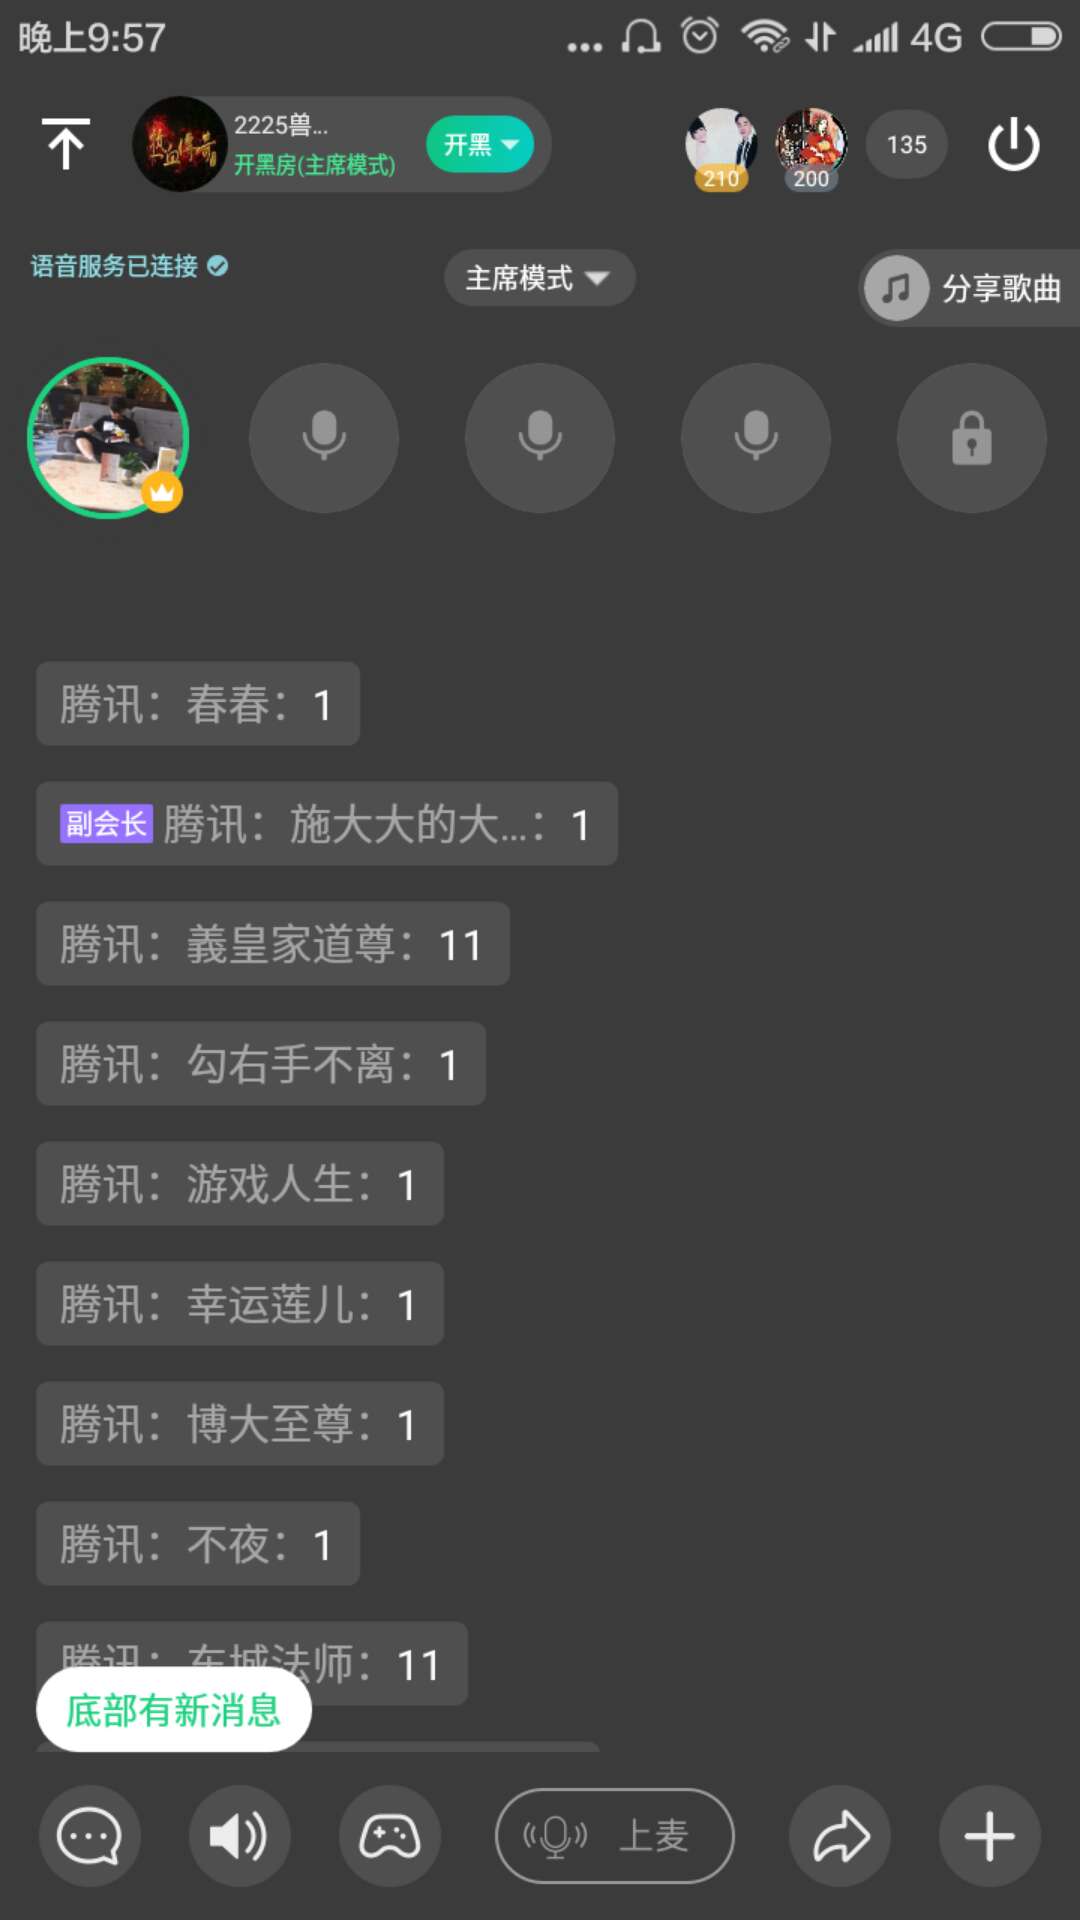 晚上9:57
4G
热血传奇
2225兽...
开黑房(主席模式)
开黑
210
200
135
语音服务已连接
主席模式
分享歌曲
腾讯：春春：1
副会长 腾讯：施大大的大...：1
腾讯：義皇家道尊：11
腾讯：勾右手不离：1
腾讯：游戏人生：1
腾讯：幸运莲儿：1
腾讯：博大至尊：1
腾讯：不夜：1
腾讯：东城法师：11
底部有新消息
上麦